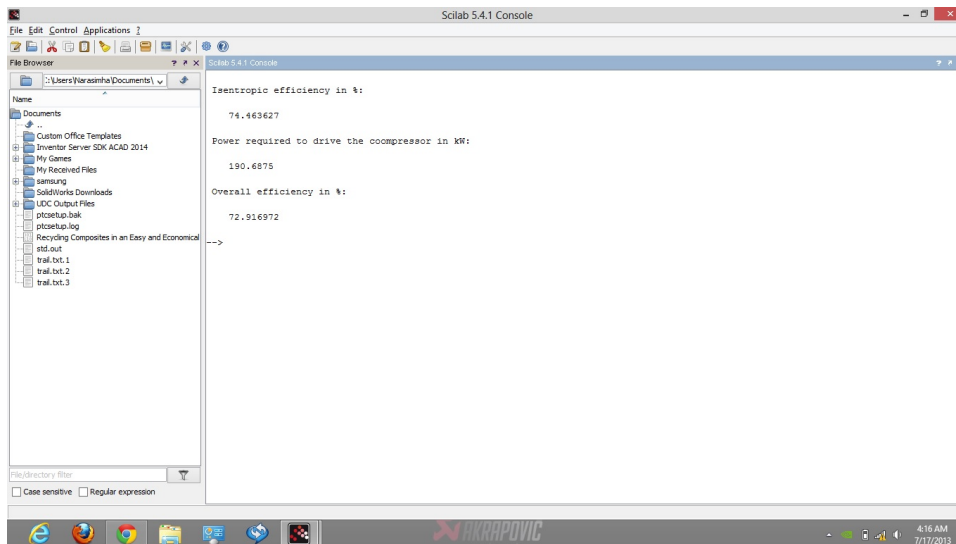 Scilab 5.4.1 Console
File Edit Control Applications ?
File Browser
Scilab 5.4.1 Console
:\Users\Narasimha\Documents\
Name
Documents
..
Custom Office Templates
Inventor Server SDK ACAD 2014
My Games
My Received Files
samsung
SolidWorks Downloads
UDC Output Files
ptcsetup.bak
ptcsetup.log
Recycling Composites in an Easy and Economical
std.out
trail.txt.1
trail.txt.2
trail.txt.3
Isentropic efficiency in %:
74.463627
Power required to drive the coompressor in kW:
190.6875
Overall efficiency in %:
72.916972
-->
File/directory filter
Case sensitive Regular expression
AKRAPOVIC
4:16 AM
7/17/2013